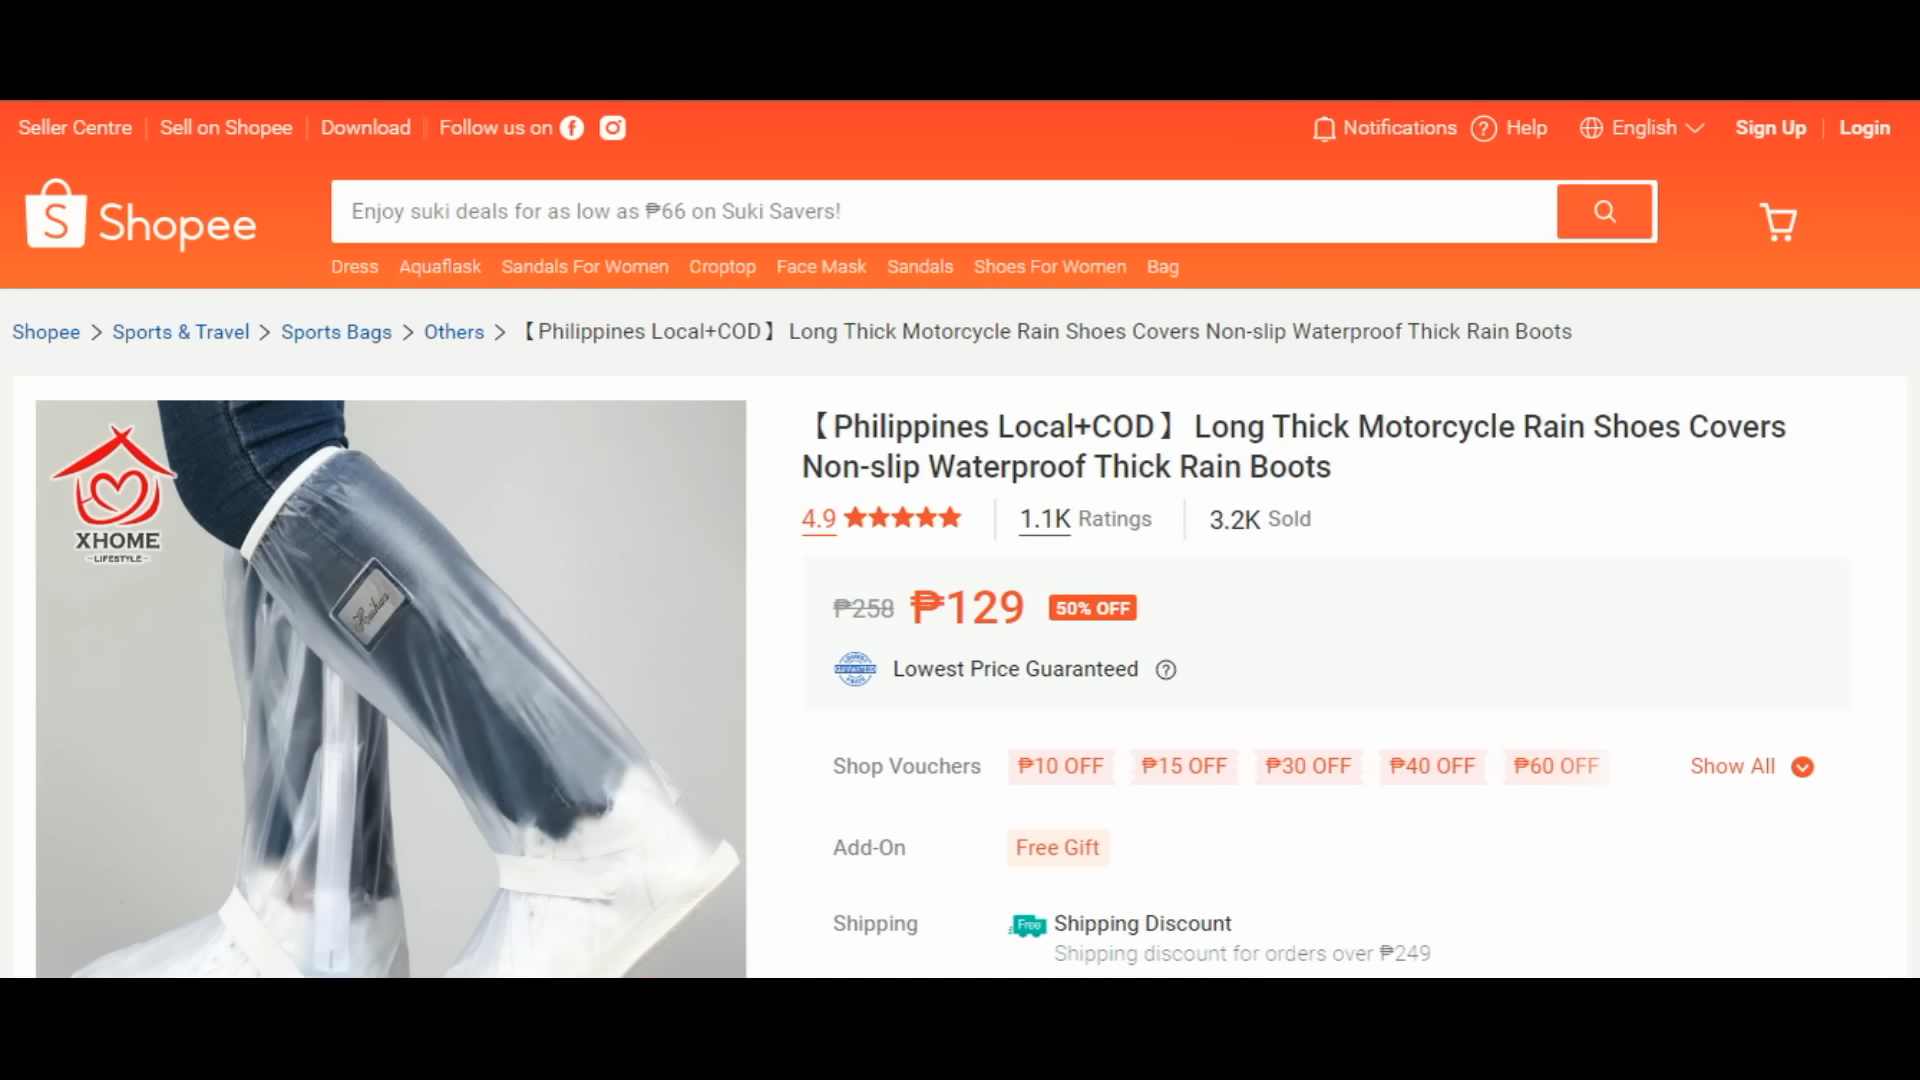 Seller Centre Sell on Shopee Download Follow us on
Notifications Help English Sign Up Login
Shopee
Enjoy suki deals for as low as ₱66 on Suki Savers!
Dress Aquaflask Sandals For Women Croptop Face Mask Sandals Shoes For Women Bag
Shopee > Sports & Travel > Sports Bags > Others > 【Philippines Local+COD】 Long Thick Motorcycle Rain Shoes Covers Non-slip Waterproof Thick Rain Boots
XHOME
LIFESTYLE
【Philippines Local+COD】 Long Thick Motorcycle Rain Shoes Covers
Non-slip Waterproof Thick Rain Boots
4.9 1.1K Ratings 3.2K Sold
₱258 ₱129 50% OFF
Lowest Price Guaranteed
Shop Vouchers ₱10 OFF ₱15 OFF ₱30 OFF ₱40 OFF ₱60 OFF Show All
Add-On Free Gift
Shipping Free Shipping Discount
Shipping discount for orders over ₱249